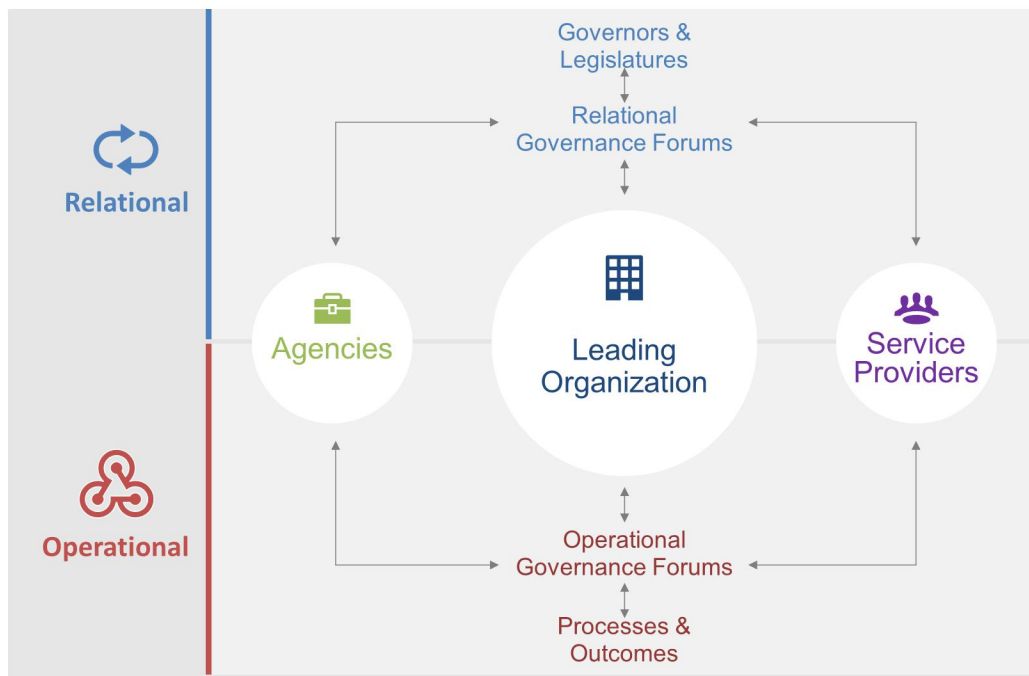 Governors &
Legislatures
Relational
Governance Forums
Relational
Agencies
Leading
Organization
Service
Providers
Operational
Operational
Governance Forums
Processes &
Outcomes